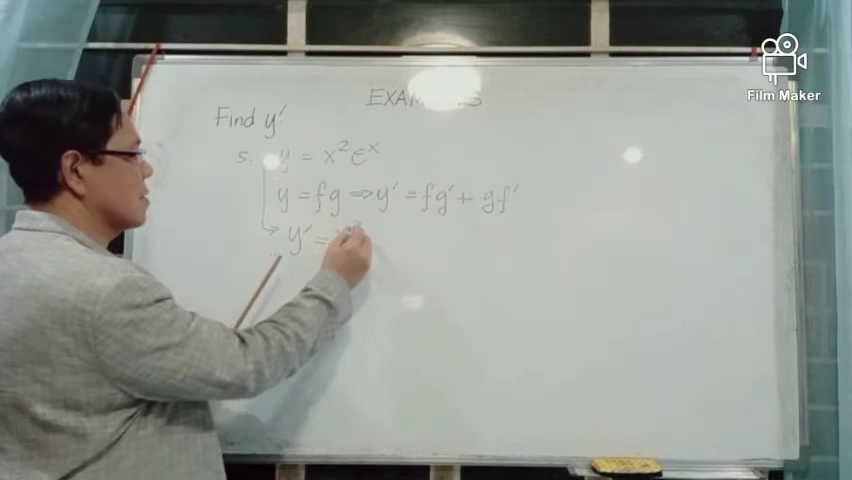 EXAMPLES
Find y'.
5. y = x²eˣ
y = fg ⇒ y' = fg' + gf'
y' =
Film Maker